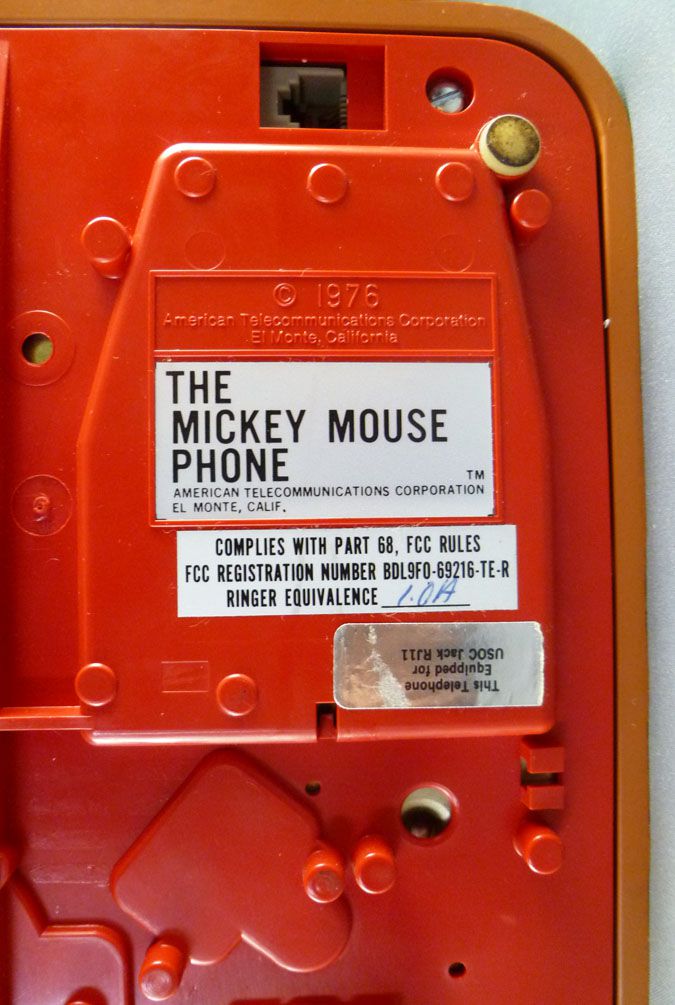 © 1976
American Telecommunications Corporation
El Monte, California
THE
MICKEY MOUSE
PHONE
TM
AMERICAN TELECOMMUNICATIONS CORPORATION
EL MONTE, CALIF.
COMPLIES WITH PART 68, FCC RULES
FCC REGISTRATION NUMBER BDL9F0-69216-TE-R
RINGER EQUIVALENCE 1.0A
This Telephone
Equipped for
USOC Jack RJ11